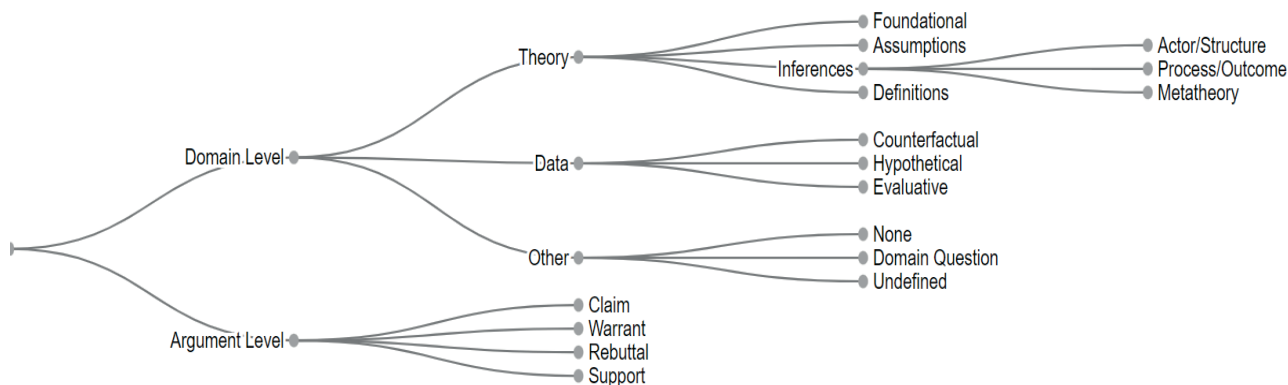 Foundational
Theory
Assumptions
Inferences
Actor/Structure
Process/Outcome
Definitions
Metatheory
Domain Level
Counterfactual
Data
Hypothetical
Evaluative
None
Other
Domain Question
Undefined
Claim
Warrant
Argument Level
Rebuttal
Support